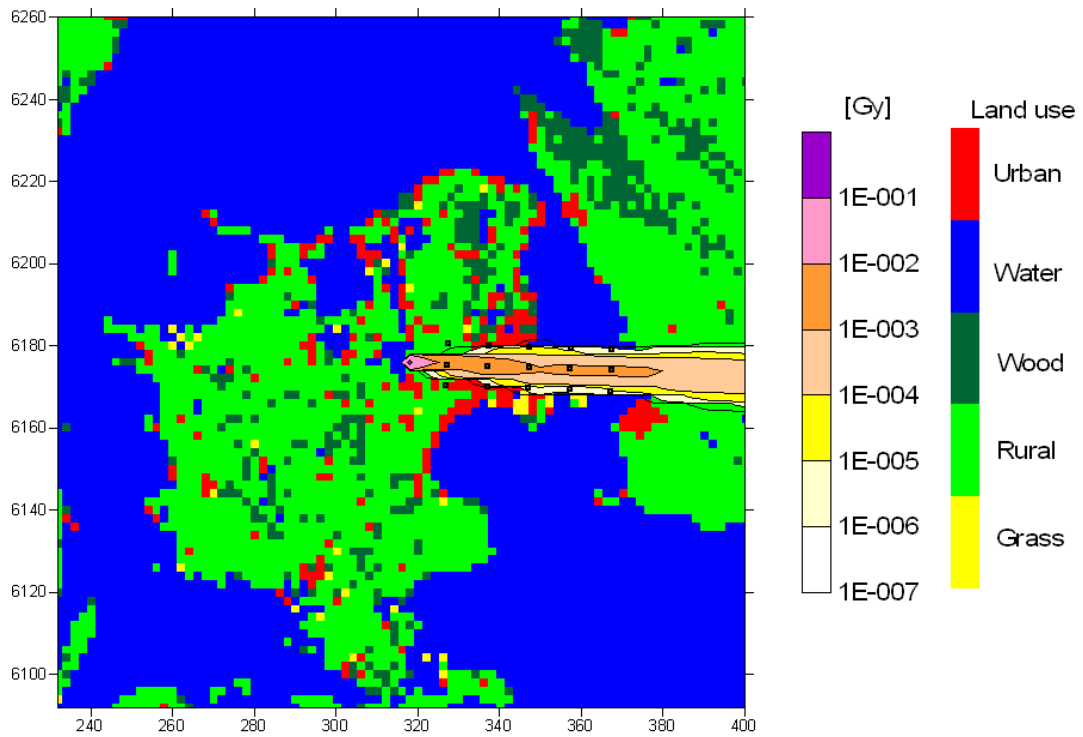 6260
6240
6220
6200
6180
6160
6140
6120
6100
240 260 280 300 320 340 360 380 400
[Gy]
1E-001
1E-002
1E-003
1E-004
1E-005
1E-006
1E-007
Land use
Urban
Water
Wood
Rural
Grass